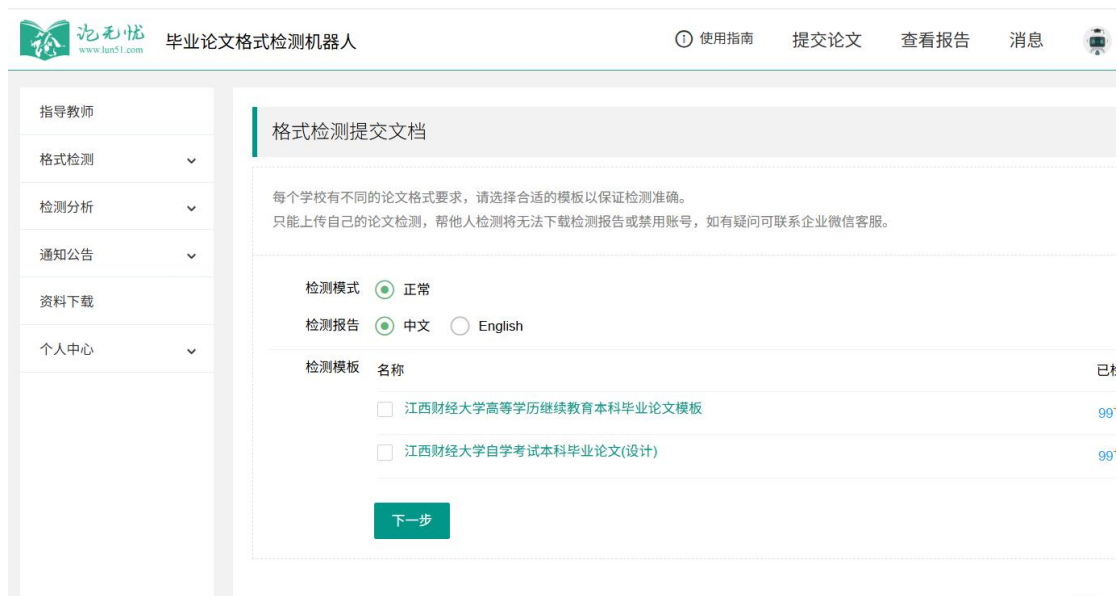 论无忧
www.lun51.com
毕业论文格式检测机器人
使用指南
提交论文
查看报告
消息
指导教师
格式检测
检测分析
通知公告
资料下载
个人中心
格式检测提交文档
每个学校有不同的论文格式要求，请选择合适的模板以保证检测准确。
只能上传自己的论文检测，帮他人检测将无法下载检测报告或禁用账号，如有疑问可联系企业微信客服。
检测模式 正常
检测报告 中文 English
检测模板 名称 已检
江西财经大学高等学历继续教育本科毕业论文模板 997
江西财经大学自学考试本科毕业论文(设计) 997
下一步